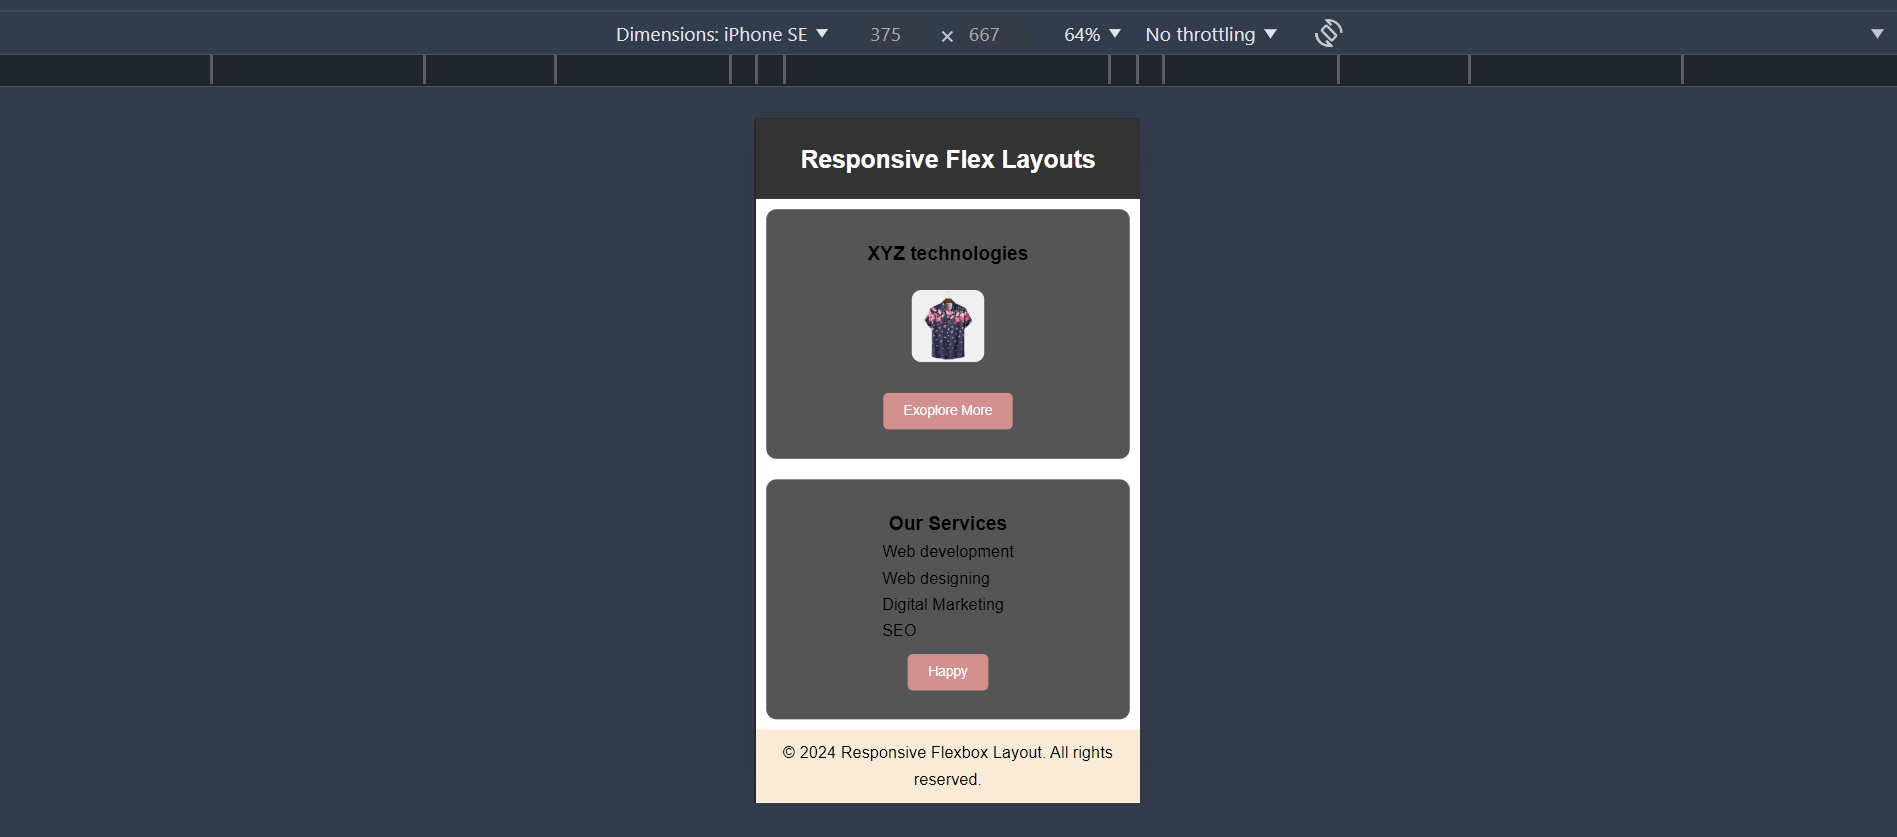 Dimensions: iPhone SE 375 × 667 64% No throttling
Responsive Flex Layouts
XYZ technologies
Exoplore More
Our Services
Web development
Web designing
Digital Marketing
SEO
Happy
© 2024 Responsive Flexbox Layout. All rights
reserved.